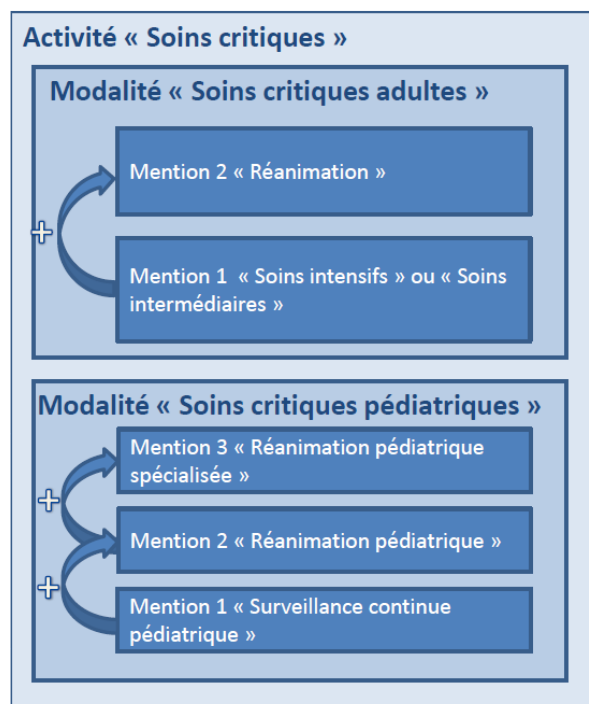 Activité « Soins critiques »
Modalité « Soins critiques adultes »
Mention 2 « Réanimation »
+
Mention 1  « Soins intensifs » ou « Soins
intermédiaires »
Modalité « Soins critiques pédiatriques »
Mention 3 « Réanimation pédiatrique
spécialisée »
+
Mention 2 « Réanimation pédiatrique »
+
Mention 1 « Surveillance continue
pédiatrique »